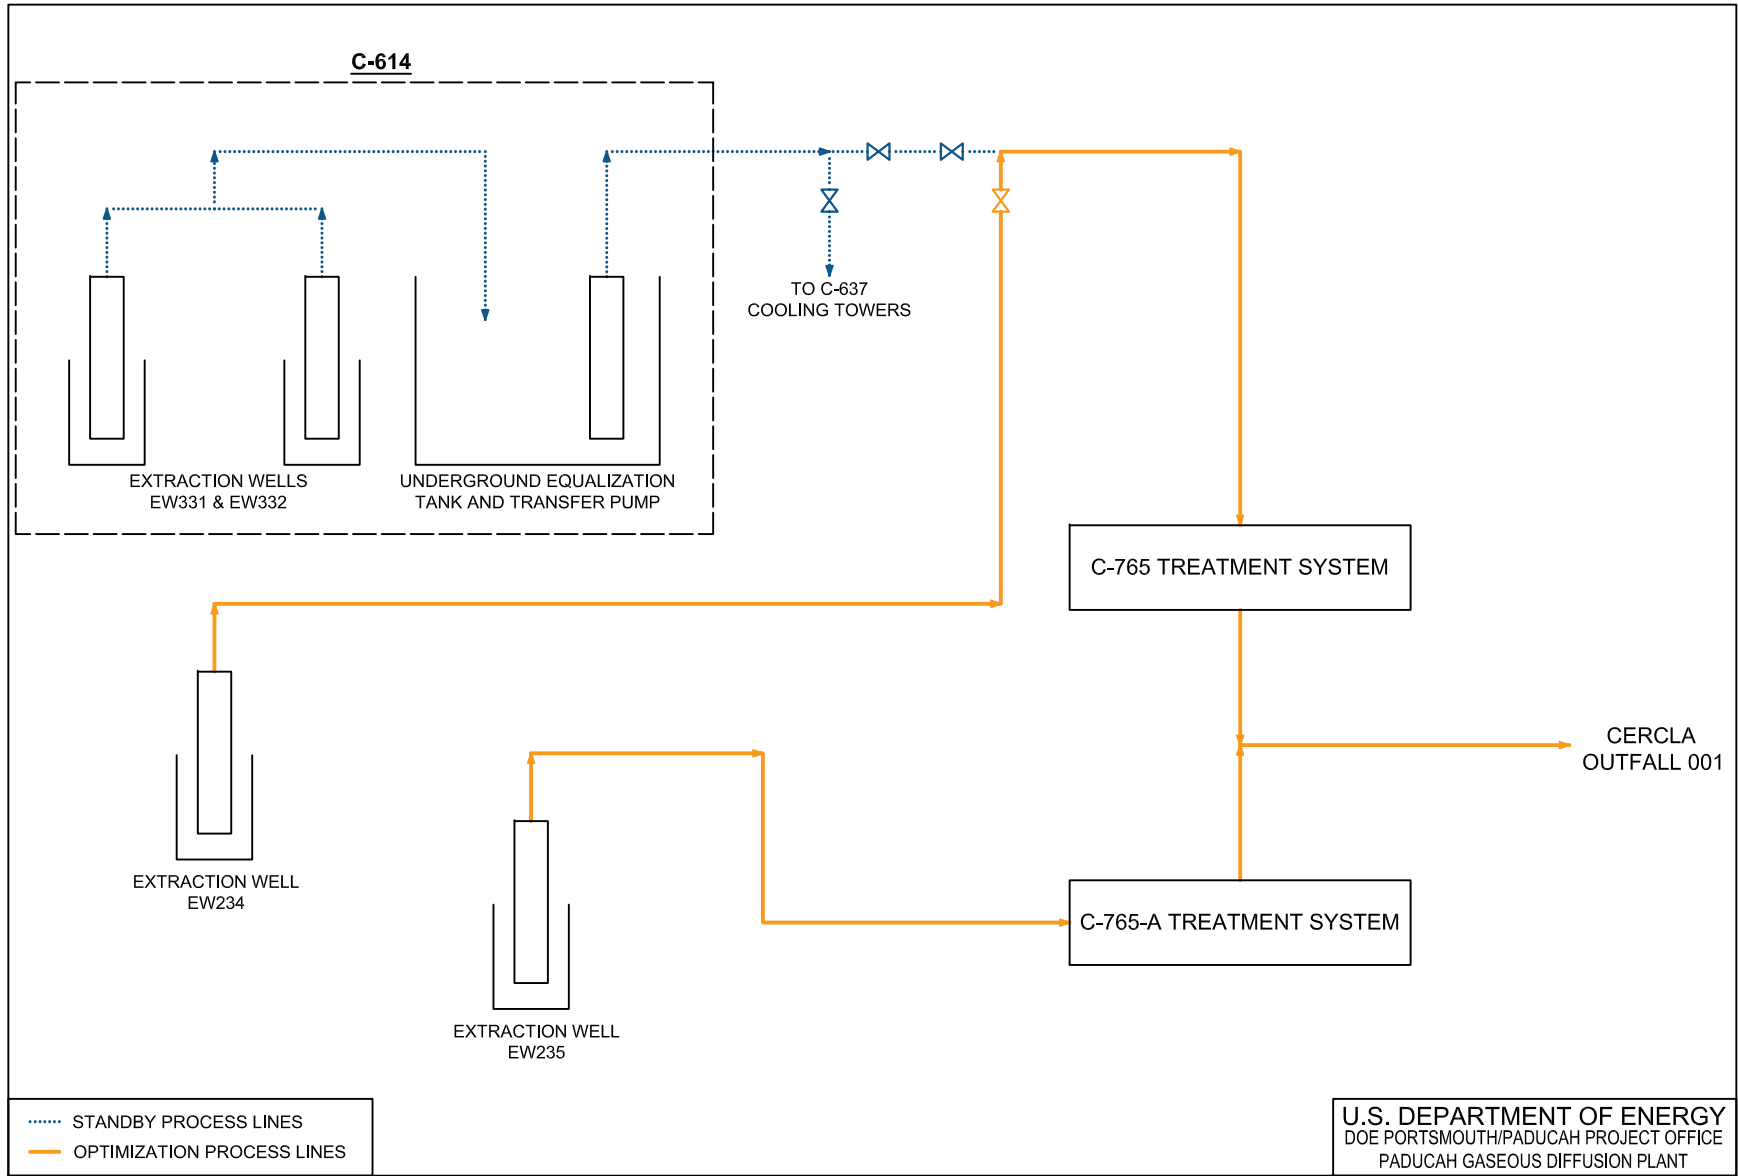 C-614
TO C-637
COOLING TOWERS
EXTRACTION WELLS
EW331 & EW332
UNDERGROUND EQUALIZATION
TANK AND TRANSFER PUMP
C-765 TREATMENT SYSTEM
CERCLA
OUTFALL 001
EXTRACTION WELL
EW234
C-765-A TREATMENT SYSTEM
EXTRACTION WELL
EW235
STANDBY PROCESS LINES
OPTIMIZATION PROCESS LINES
U.S. DEPARTMENT OF ENERGY
DOE PORTSMOUTH/PADUCAH PROJECT OFFICE
PADUCAH GASEOUS DIFFUSION PLANT